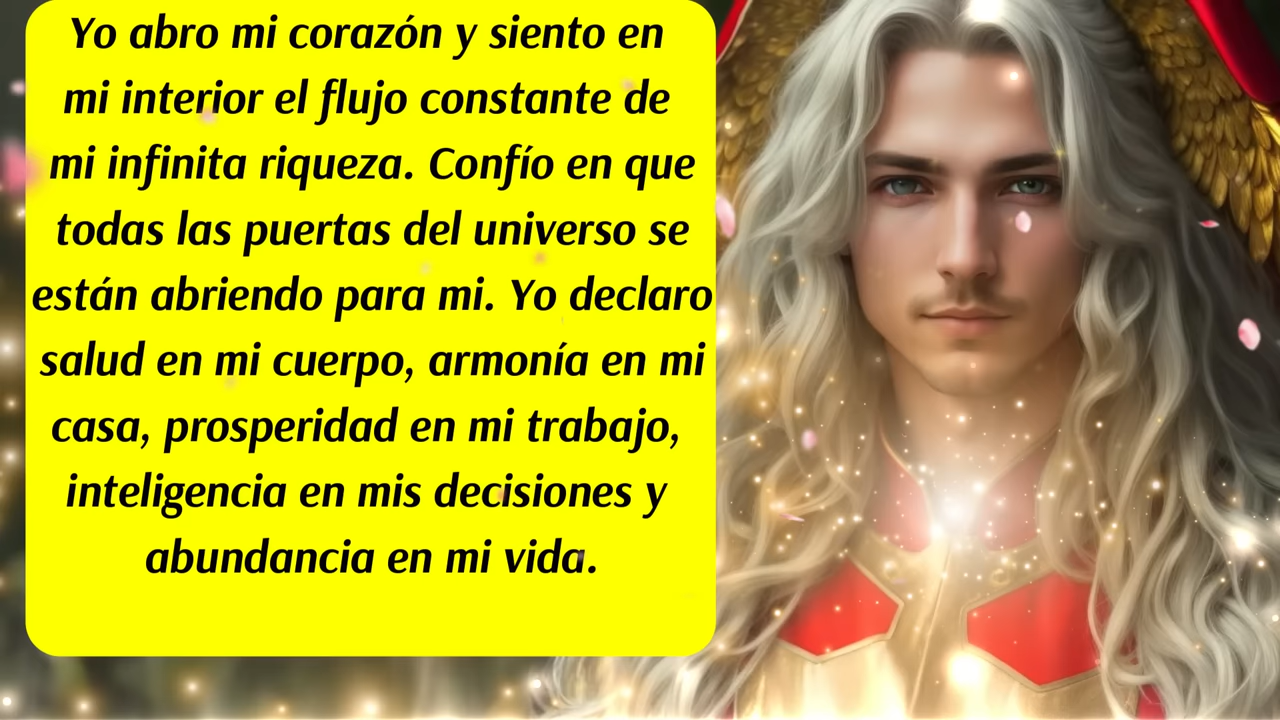 Yo abro mi corazón y siento en
mi interior el flujo constante de
mi infinita riqueza. Confío en que
todas las puertas del universo se
están abriendo para mi. Yo declaro
salud en mi cuerpo, armonía en mi
casa, prosperidad en mi trabajo,
inteligencia en mis decisiones y
abundancia en mi vida.